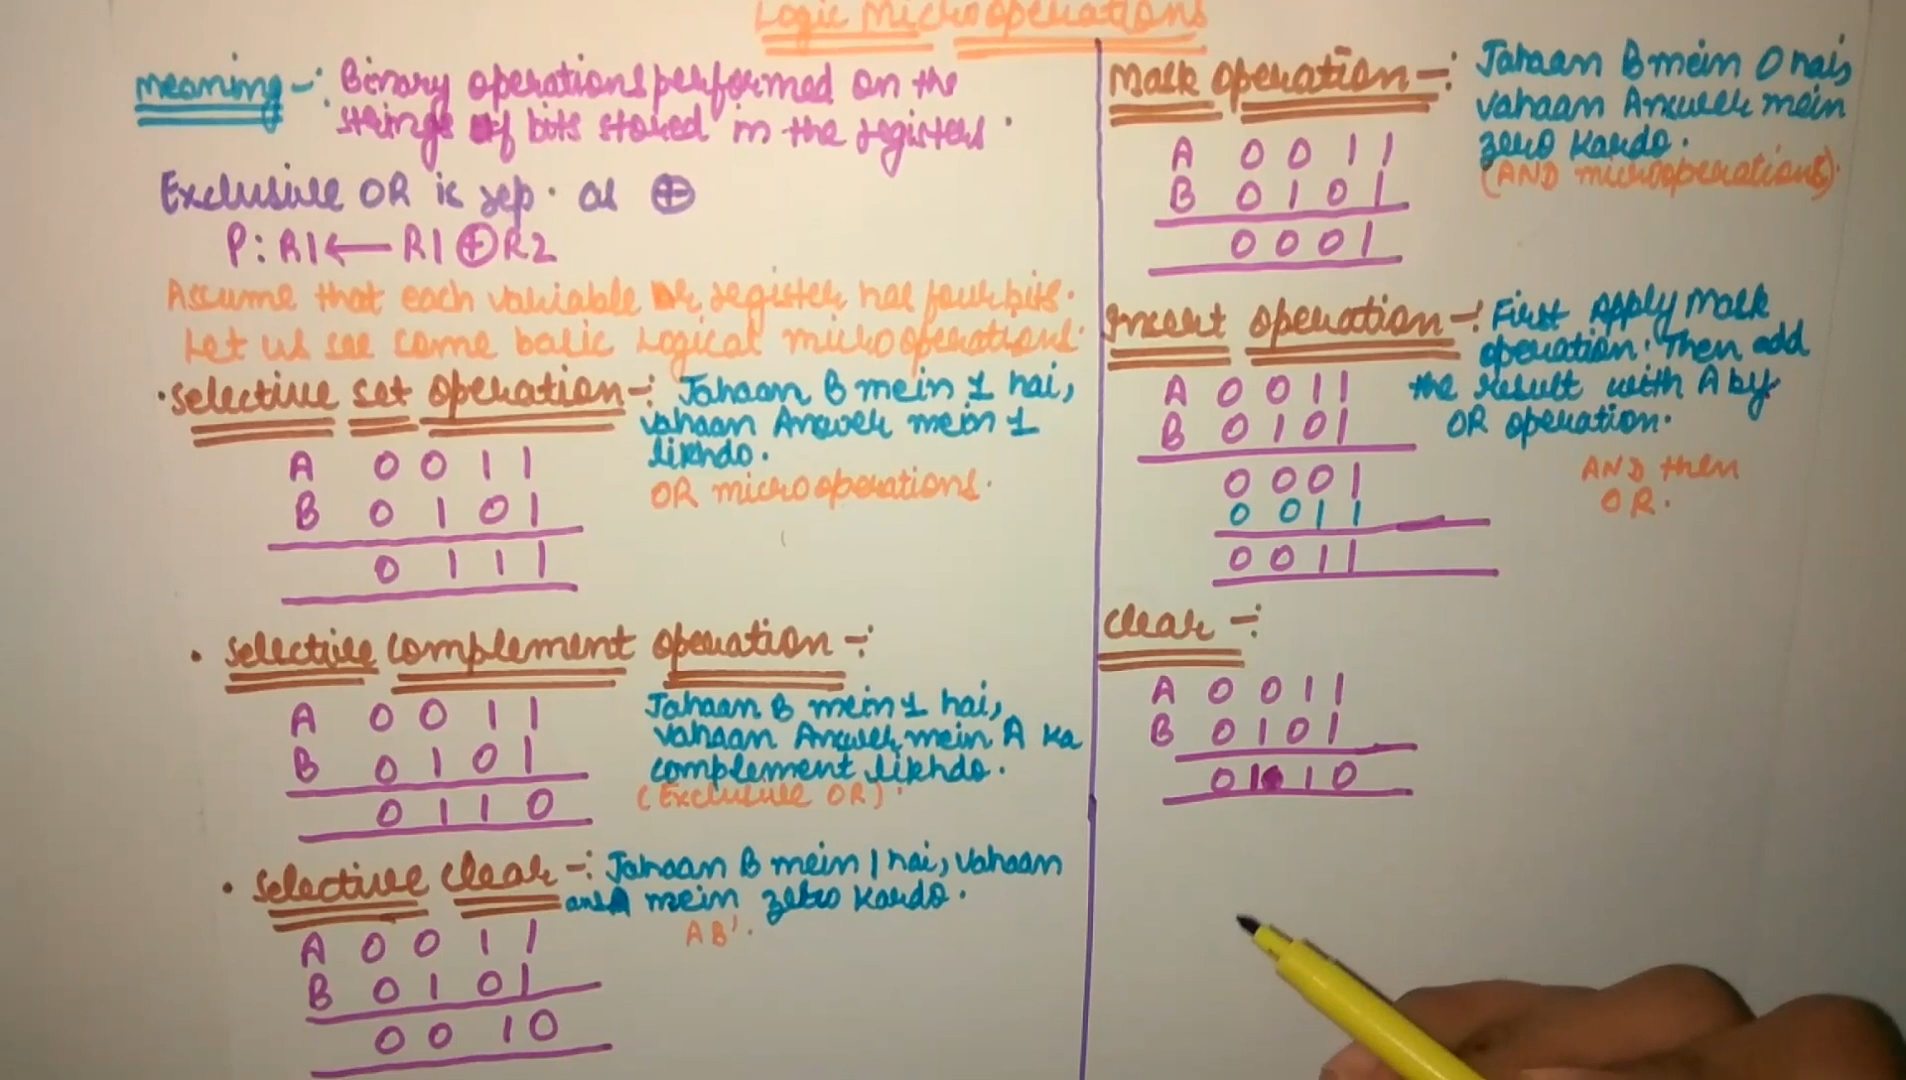 Logic Microoperations
Meaning -: Binary operations performed on the
strings of bits stored in the registers.
Exclusive OR is rep. as ⊕
P: R1 ← R1 ⊕ R2
Assume that each variable or register has four bits.
Let us see some basic Logical microoperations.
• Selective set operation -: Jahaan B mein 1 hai,
vahaan Answer mein 1
likhdo.
OR microoperations.
A 0 0 1 1
B 0 1 0 1
0 1 1 1
• Selective complement operation -:
Jahaan B mein 1 hai,
vahaan Answer mein A ka
complement likhdo.
(Exclusive OR).
A 0 0 1 1
B 0 1 0 1
0 1 1 0
• Selective clear -: Jahaan B mein 1 hai, vahaan
mein zero kardo.
AB'.
A 0 0 1 1
B 0 1 0 1
0 0 1 0
Mask operation -: Jahaan B mein 0 hai,
vahaan Answer mein
zero kardo.
(AND microoperations).
A 0 0 1 1
B 0 1 0 1
0 0 0 1
Insert operation -: First Apply Mask
operation. Then add
the result with A by
OR operation.
AND then
OR.
A 0 0 1 1
B 0 1 0 1
0 0 0 1
0 0 1 1
0 0 1 1
Clear -:
A 0 0 1 1
B 0 1 0 1
0 1 1 0